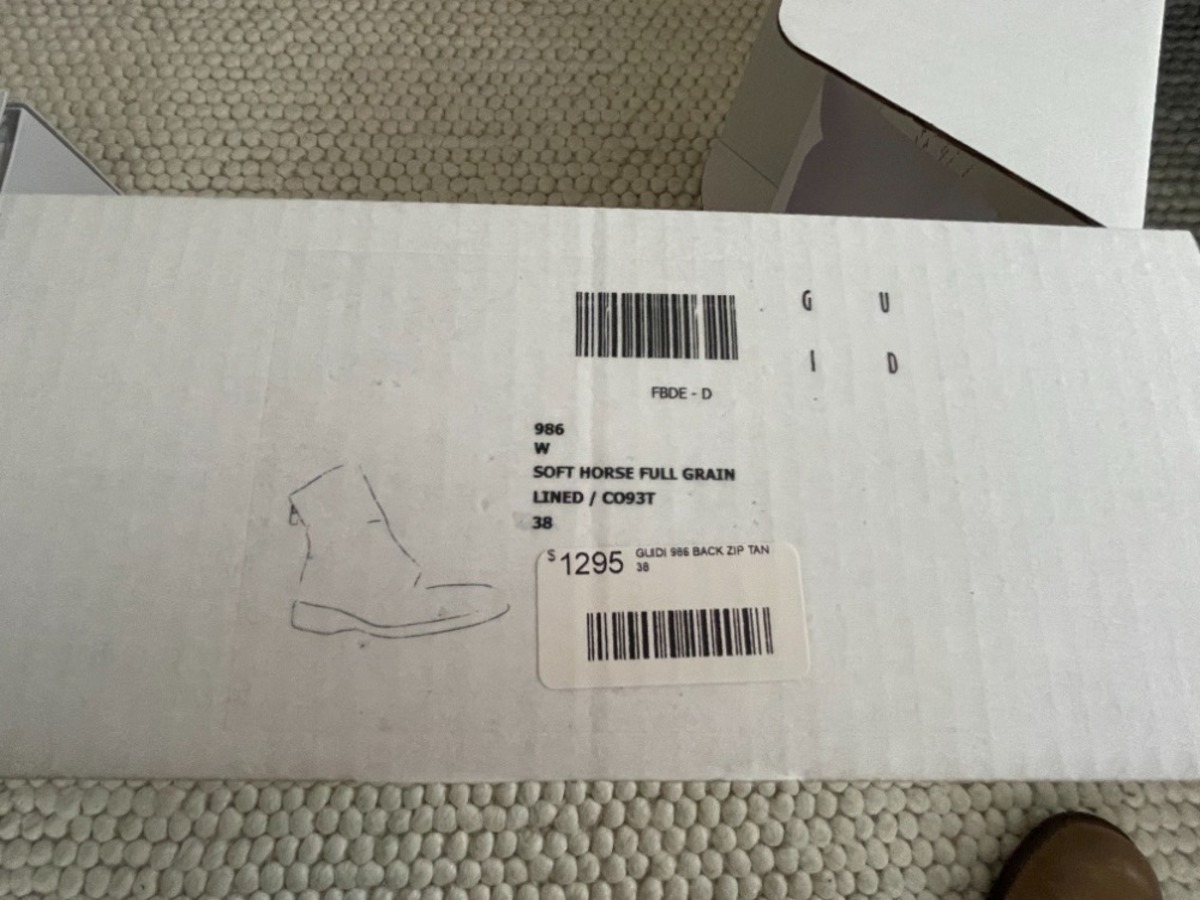 G U
I D
FBDE - D
986
W
SOFT HORSE FULL GRAIN
LINED / CO93T
38
$1295 GUIDI 986 BACK ZIP TAN
38